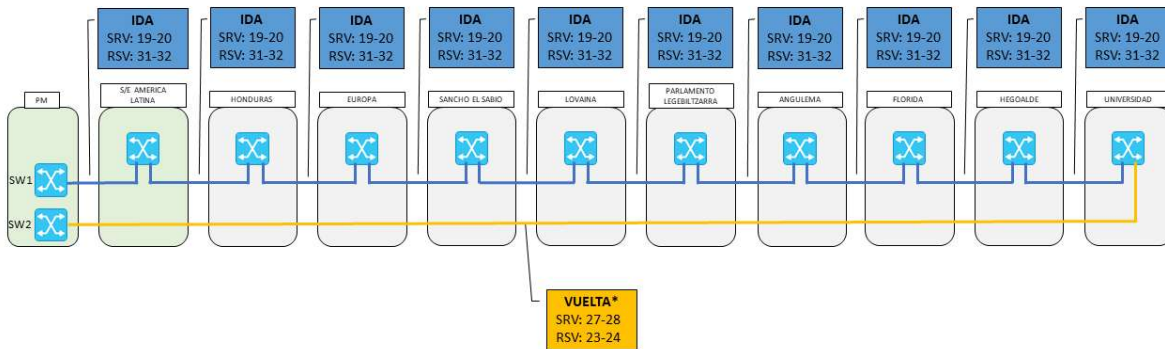 IDA
SRV: 19-20
RSV: 31-32
IDA
SRV: 19-20
RSV: 31-32
IDA
SRV: 19-20
RSV: 31-32
IDA
SRV: 19-20
RSV: 31-32
IDA
SRV: 19-20
RSV: 31-32
IDA
SRV: 19-20
RSV: 31-32
IDA
SRV: 19-20
RSV: 31-32
IDA
SRV: 19-20
RSV: 31-32
IDA
SRV: 19-20
RSV: 31-32
IDA
SRV: 19-20
RSV: 31-32
PM
S/E AMERICA
LATINA
HONDURAS
EUROPA
SANCHO EL SABIO
LOVAINA
PARLAMENTO
LEGEBILTZARRA
ANGULEMA
FLORIDA
HEGOALDE
UNIVERSIDAD
SW1
SW2
VUELTA*
SRV: 27-28
RSV: 23-24